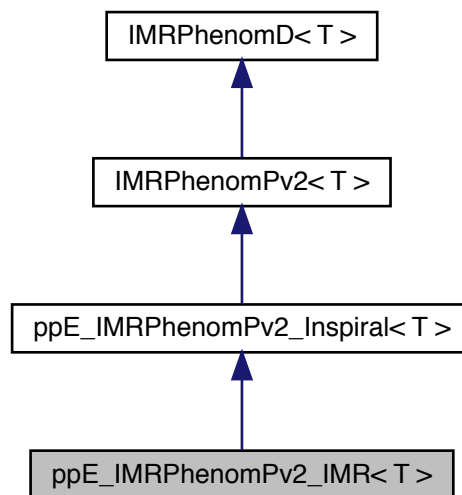 IMRPhenomD< T >
IMRPhenomPv2< T >
ppE_IMRPhenomPv2_Inspiral< T >
ppE_IMRPhenomPv2_IMR< T >